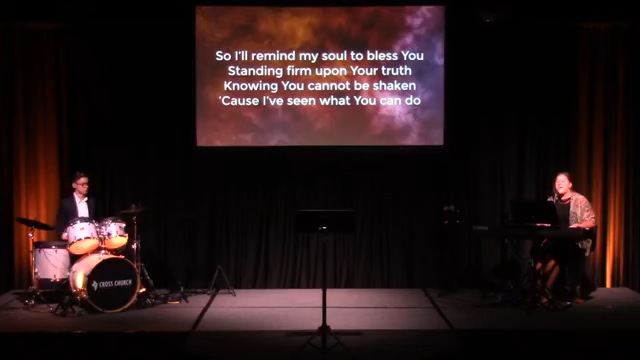 So I'll remind my soul to bless You
Standing firm upon Your truth
Knowing You cannot be shaken
'Cause I've seen what You can do
CROSS CHURCH